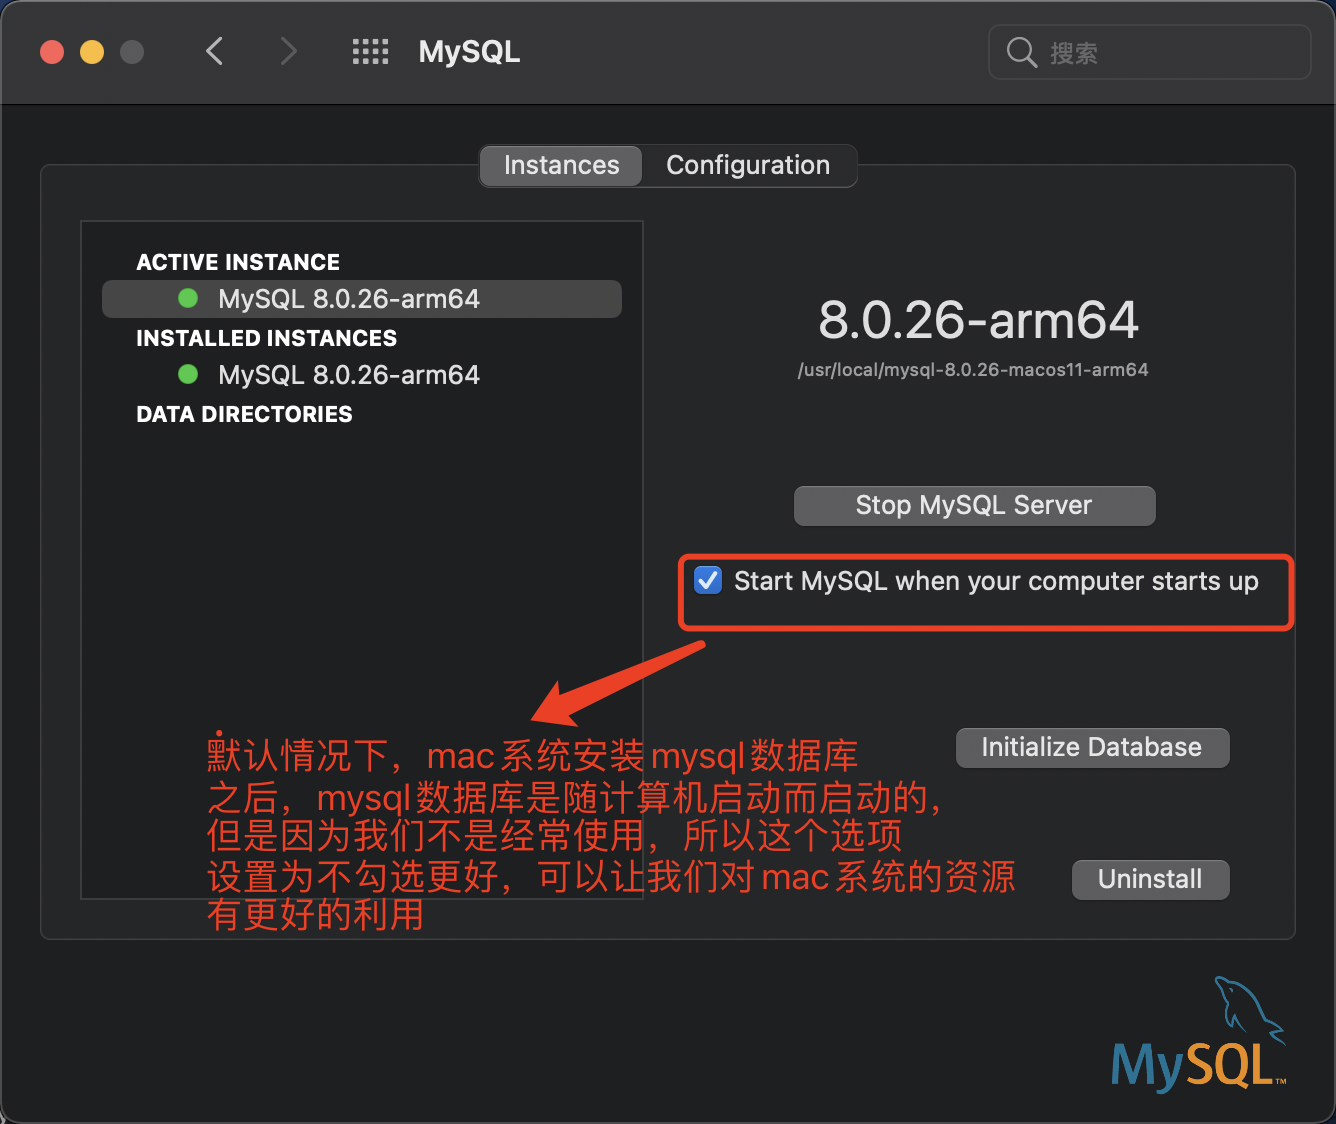 MySQL
搜索
Instances
Configuration
ACTIVE INSTANCE
MySQL 8.0.26-arm64
INSTALLED INSTANCES
MySQL 8.0.26-arm64
DATA DIRECTORIES
8.0.26-arm64
/usr/local/mysql-8.0.26-macos11-arm64
Stop MySQL Server
Start MySQL when your computer starts up
默认情况下，mac系统安装mysql数据库
之后，mysql数据库是随计算机启动而启动的，
但是因为我们不是经常使用，所以这个选项
设置为不勾选更好，可以让我们对mac系统的资源
有更好的利用
Initialize Database
Uninstall
MySQL™